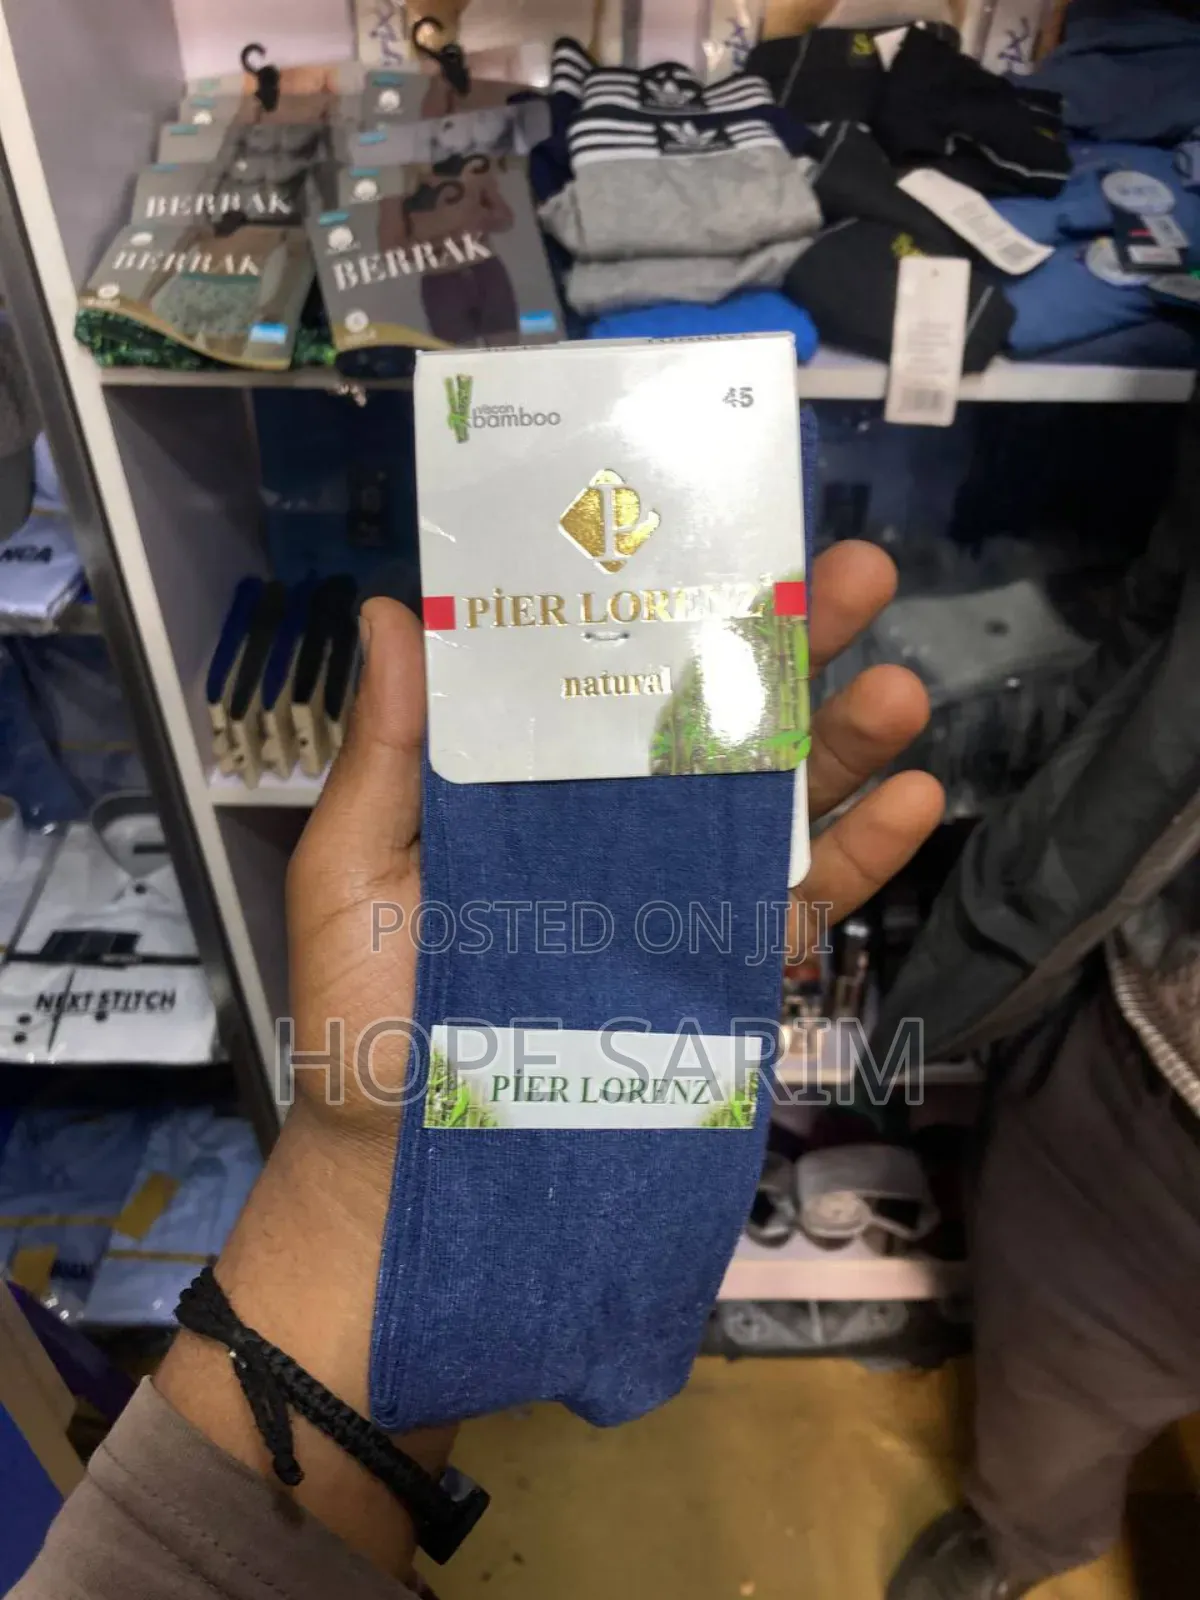 BERRAK
BERRAK
BERRAK
viscon
bamboo
45
P
PİER LORENZ
natural
POSTED ON JIJI
NEXT STITCH
HOPE SARIM
PİER LORENZ